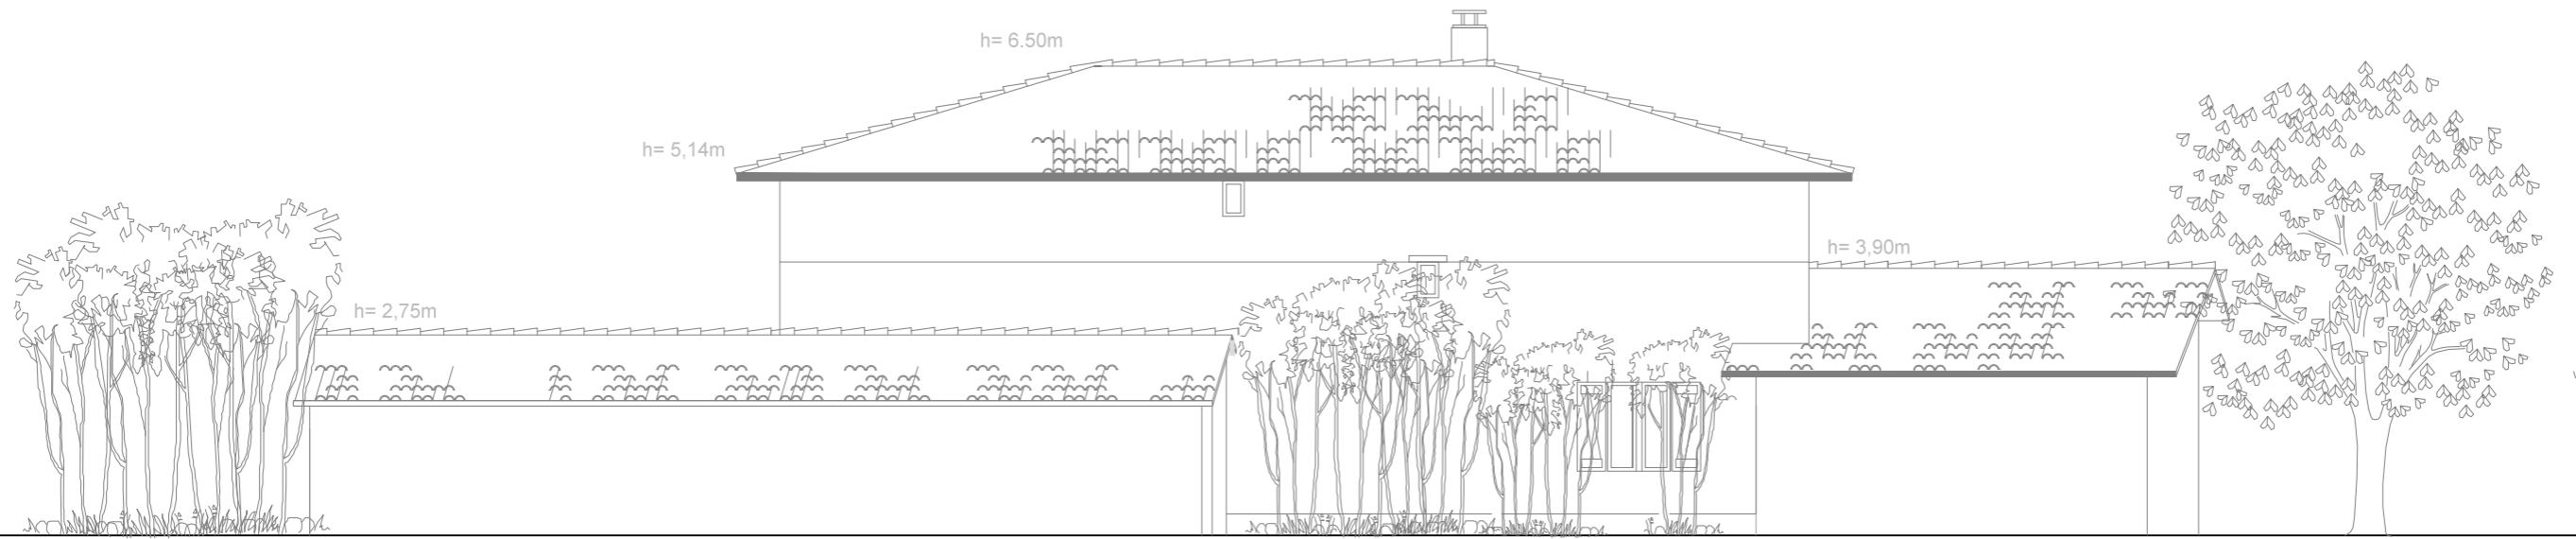 h= 6.50m
h= 5,14m
h= 3,90m
h= 2,75m